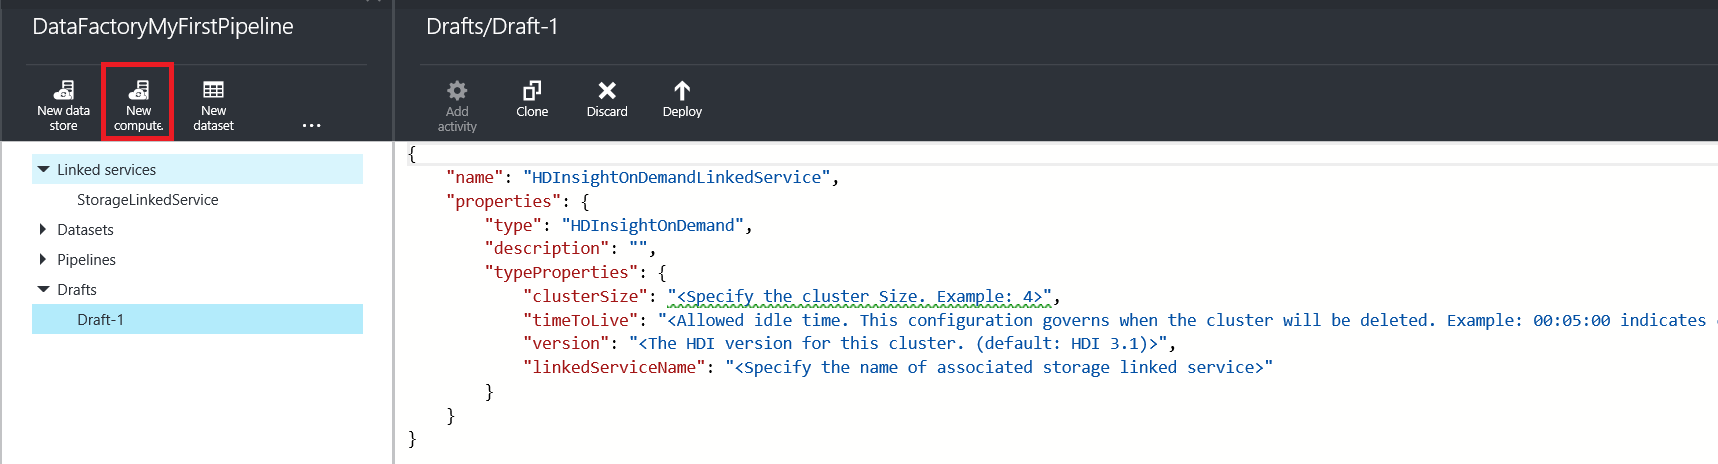 DataFactoryMyFirstPipeline
New data
store
New
compute
New
dataset
...
Linked services
StorageLinkedService
Datasets
Pipelines
Drafts
Draft-1
Drafts/Draft-1
Add
activity
Clone
Discard
Deploy
{
"name": "HDInsightOnDemandLinkedService",
"properties": {
"type": "HDInsightOnDemand",
"description": "",
"typeProperties": {
"clusterSize": "<Specify the cluster Size. Example: 4>",
"timeToLive": "<Allowed idle time. This configuration governs when the cluster will be deleted. Example: 00:05:00 indicates
"version": "<The HDI version for this cluster. (default: HDI 3.1)>",
"linkedServiceName": "<Specify the name of associated storage linked service>"
}
}
}